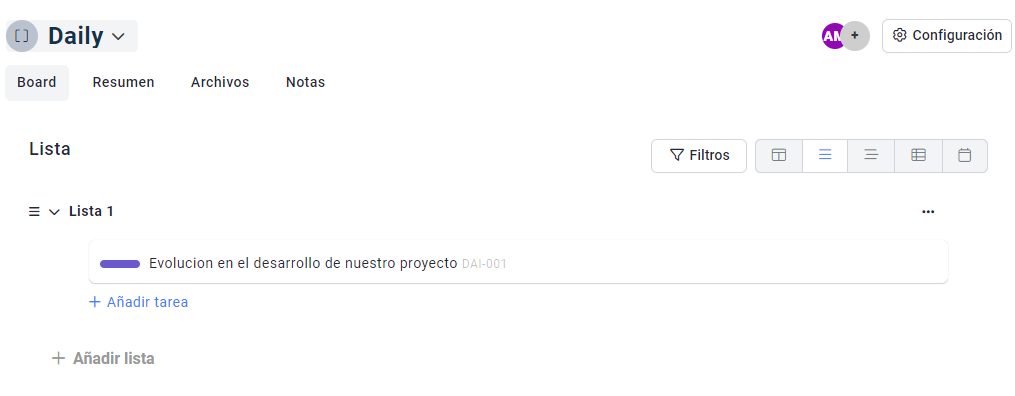 [] Daily
AM + Configuración
Board Resumen Archivos Notas
Lista
Filtros
Lista 1 ...
Evolucion en el desarrollo de nuestro proyecto DAI-001
+ Añadir tarea
+ Añadir lista